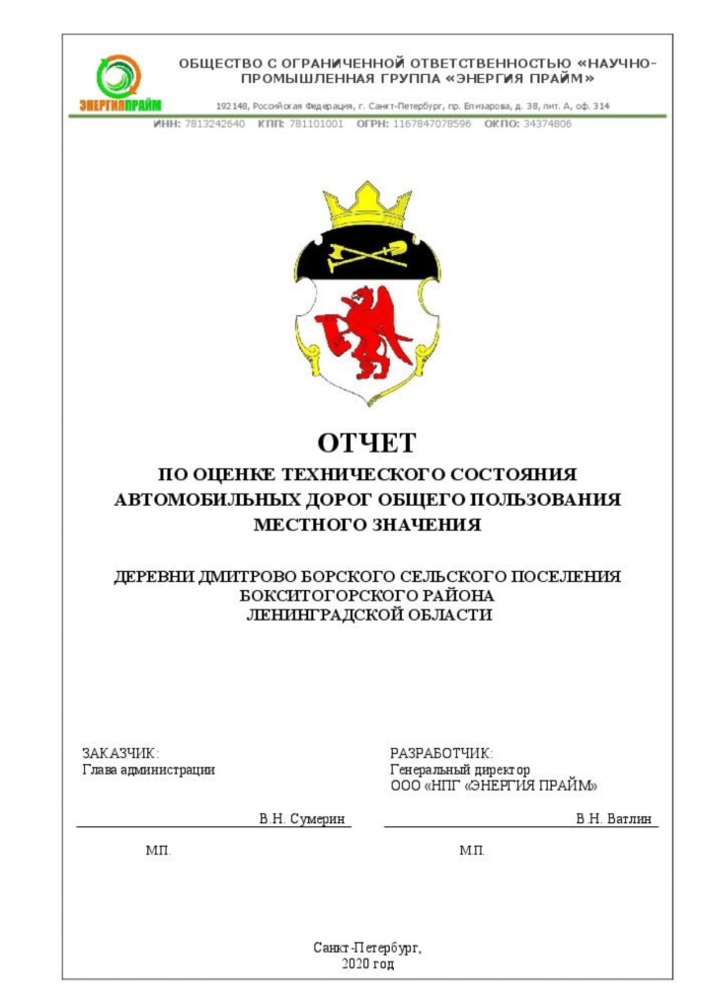 ЭНЕРГИЯПРАЙМ
ОБЩЕСТВО С ОГРАНИЧЕННОЙ ОТВЕТСТВЕННОСТЬЮ «НАУЧНО-
ПРОМЫШЛЕННАЯ ГРУППА «ЭНЕРГИЯ ПРАЙМ»
192148, Российская Федерация, г. Санкт-Петербург, пр. Елизарова, д. 38, лит. А, оф. 314
ИНН: 7813242640 КПП: 781101001 ОГРН: 1167847078596 ОКПО: 34374806
ОТЧЕТ
ПО ОЦЕНКЕ ТЕХНИЧЕСКОГО СОСТОЯНИЯ
АВТОМОБИЛЬНЫХ ДОРОГ ОБЩЕГО ПОЛЬЗОВАНИЯ
МЕСТНОГО ЗНАЧЕНИЯ
ДЕРЕВНИ ДМИТРОВО БОРСКОГО СЕЛЬСКОГО ПОСЕЛЕНИЯ
БОКСИТОГОРСКОГО РАЙОНА
ЛЕНИНГРАДСКОЙ ОБЛАСТИ
ЗАКАЗЧИК:
Глава администрации
В.Н. Сумерин
М.П.
РАЗРАБОТЧИК:
Генеральный директор
ООО «НПГ «ЭНЕРГИЯ ПРАЙМ»
В.Н. Ватлин
М.П.
Санкт-Петербург,
2020 год